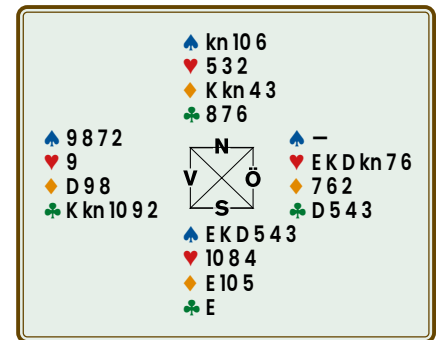 ♠ kn 10 6
♥ 5 3 2
♦ K kn 4 3
♣ 8 7 6
♠ 9 8 7 2
♥ 9
♦ D 9 8
♣ K kn 10 9 2
N
V Ö
S
♠ –
♥ E K D kn 7 6
♦ 7 6 2
♣ D 5 4 3
♠ E K D 5 4 3
♥ 10 8 4
♦ E 10 5
♣ E